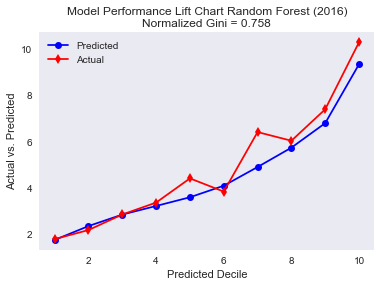 Model Performance Lift Chart Random Forest (2016)
Normalized Gini = 0.758
Predicted
Actual
Actual vs. Predicted
10
8
6
4
2
2 4 6 8 10
Predicted Decile